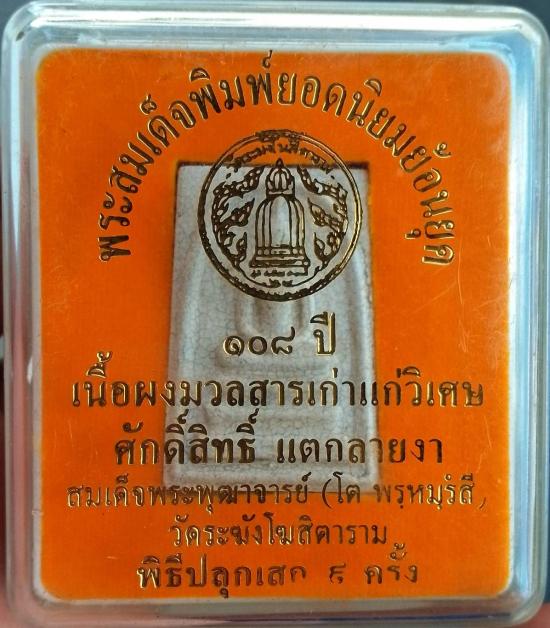 พระสมเด็จพิมพ์ยอดนิยมย้อนยุค
๑๐๘ ปี
เนื้อผงมวลสารเก่าแก่วิเศษ
ศักดิ์สิทธิ์ แตกลายงา
สมเด็จพระพุฒาจารย์ (โต พรฺหมฺรํสี)
วัดระฆังโฆสิตาราม
พิธีปลุกเสก ๙ ครั้ง